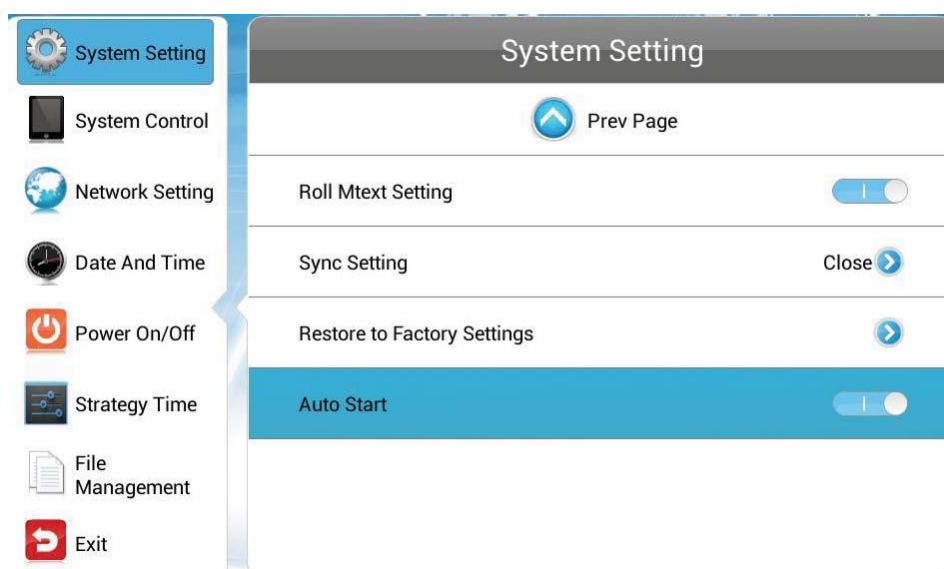 System Setting
System Control
Network Setting
Date And Time
Power On/Off
Strategy Time
File
Management
Exit
System Setting
Prev Page
Roll Mtext Setting
Sync Setting Close
Restore to Factory Settings
Auto Start